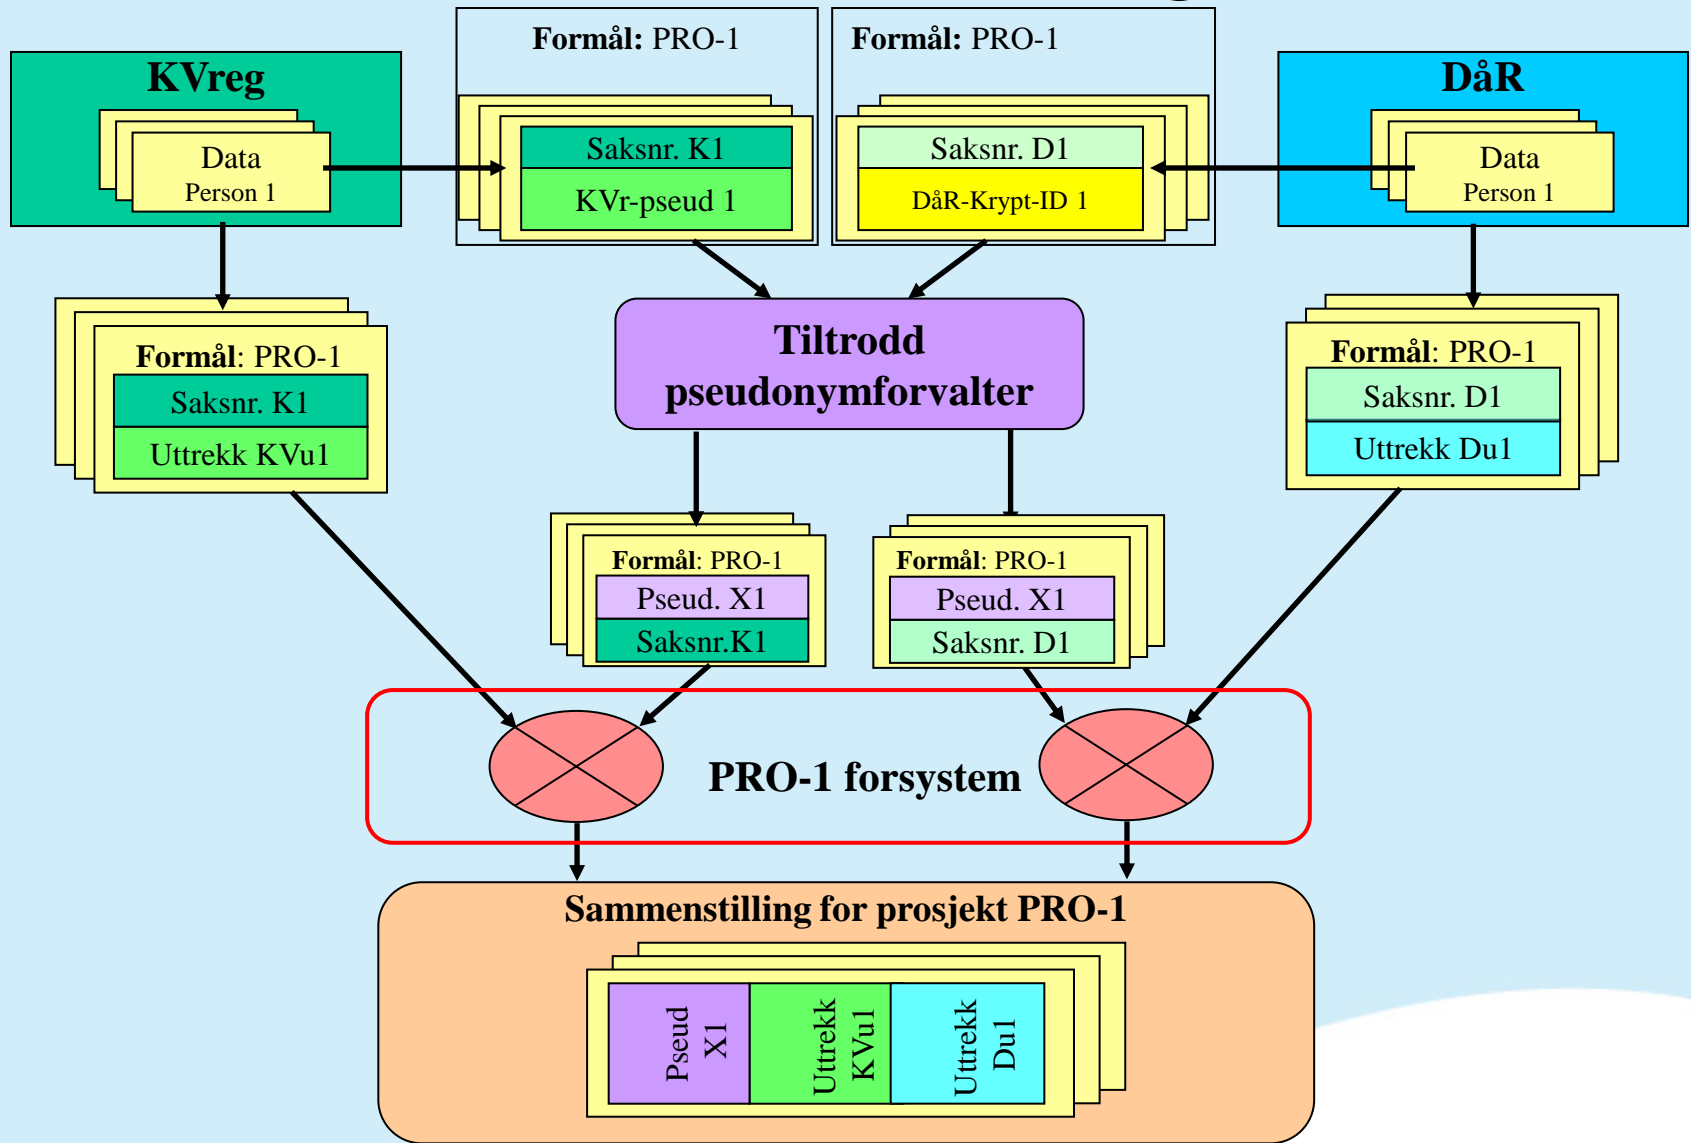 Formål: PRO-1
Formål: PRO-1
KVreg
DåR
Data
Person 1
Saksnr. K1
KVr-pseud 1
Saksnr. D1
DåR-Krypt-ID 1
Data
Person 1
Formål: PRO-1
Saksnr. K1
Uttrekk KVu1
Tiltrodd
pseudonymforvalter
Formål: PRO-1
Saksnr. D1
Uttrekk Du1
Formål: PRO-1
Pseud. X1
Saksnr.K1
Formål: PRO-1
Pseud. X1
Saksnr. D1
PRO-1 forsystem
Sammenstilling for prosjekt PRO-1
Pseud
X1
Uttrekk
KVu1
Uttrekk
Du1